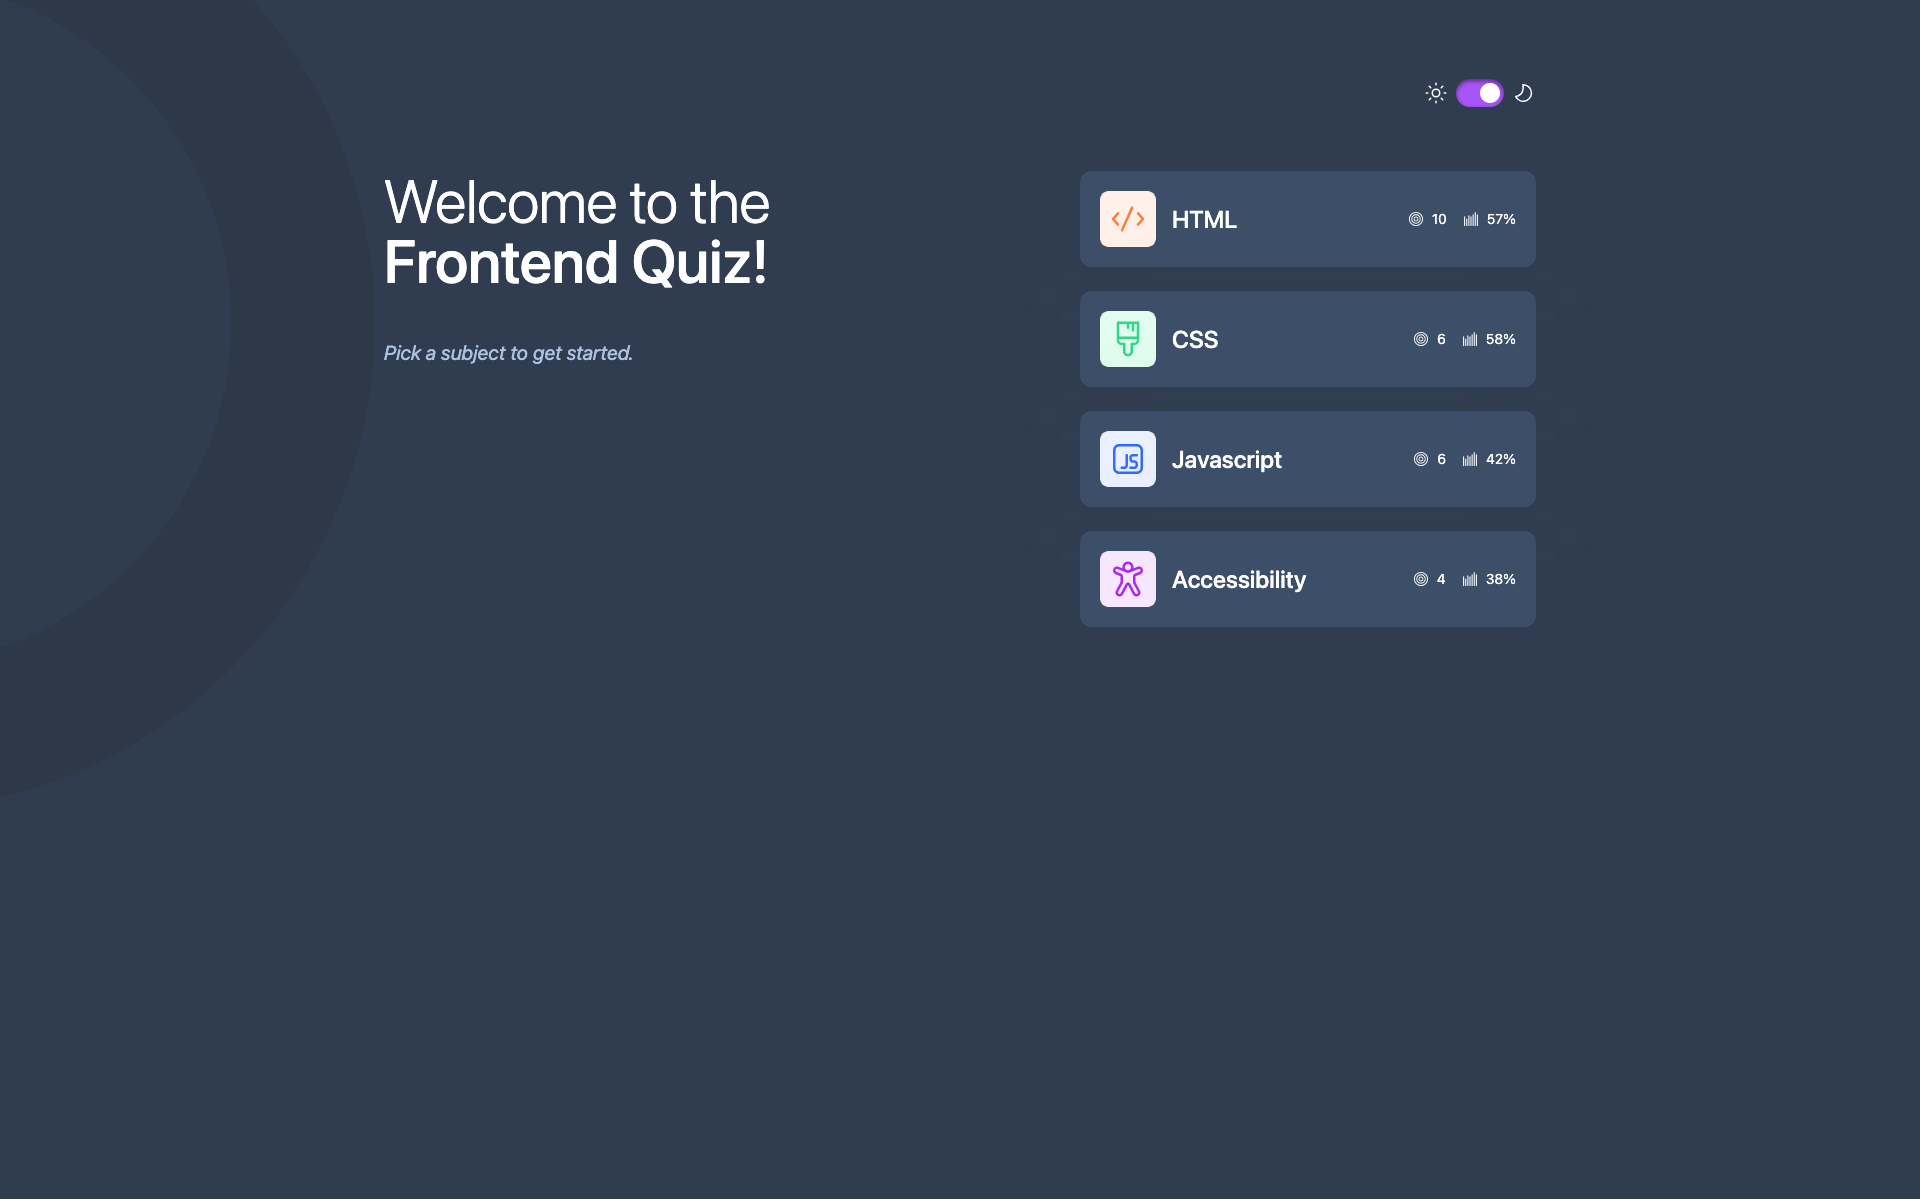 Welcome to the
Frontend Quiz!
Pick a subject to get started.
HTML 10 57%
CSS 6 58%
JS Javascript 6 42%
Accessibility 4 38%